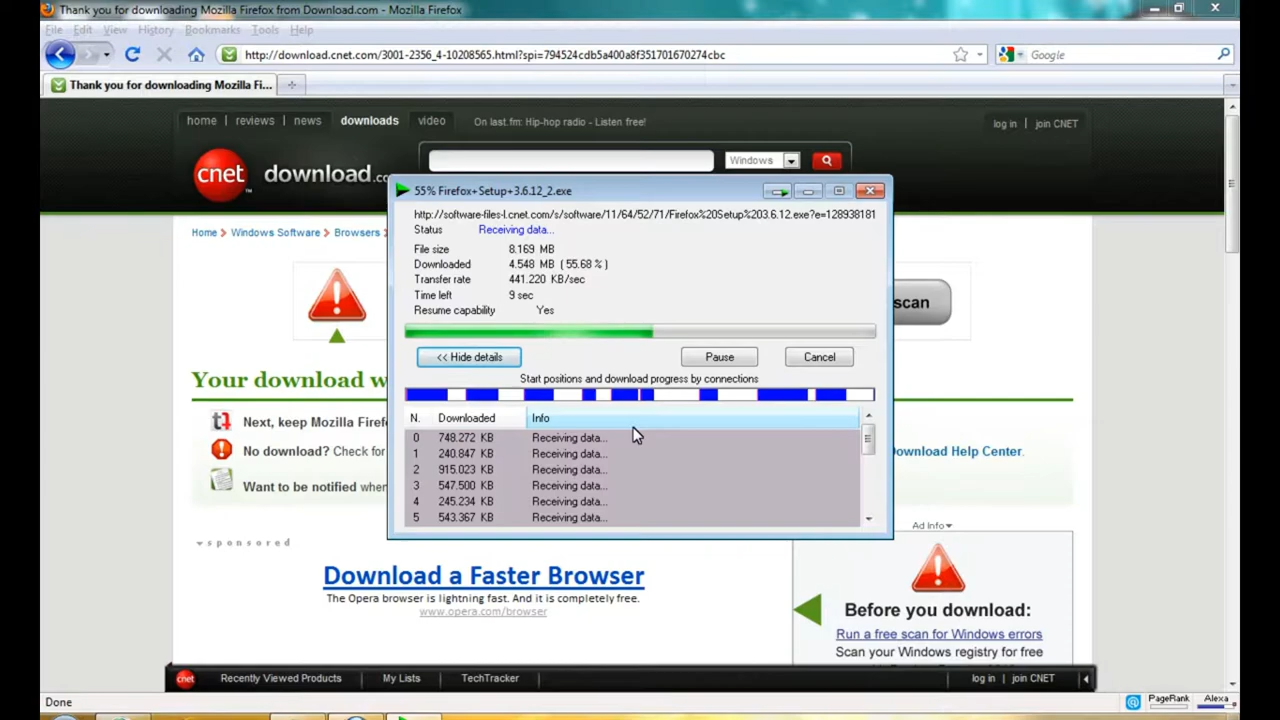 Thank you for downloading Mozilla Firefox from Download.com - Mozilla Firefox
File Edit View History Bookmarks Tools Help
http://download.cnet.com/3001-2356_4-10208565.html?spi=794524cdb5a400a8f351701670274cbc
Google
Thank you for downloading Mozilla Fi...
home reviews news downloads video On last.fm: Hip-hop radio - Listen free! log in | join CNET
cnet download.co
Windows
55% Firefox+Setup+3.6.12_2.exe
http://software-files-l.cnet.com/s/software/11/64/52/71/Firefox%20Setup%203.6.12.exe?e=128938181
Status Receiving data...
File size 8.169 MB
Downloaded 4.548 MB ( 55.68 % )
Transfer rate 441.220 KB/sec
Time left 9 sec
Resume capability Yes
<< Hide details Pause Cancel
Start positions and download progress by connections
N. Downloaded Info
0 748.272 KB Receiving data...
1 240.847 KB Receiving data...
2 915.023 KB Receiving data...
3 547.500 KB Receiving data...
4 245.234 KB Receiving data...
5 543.367 KB Receiving data...
Home Windows Software Browsers
scan
Your download w
Next, keep Mozilla Firef
No download? Check for
Download Help Center.
Want to be notified when
Ad Info
sponsored
Download a Faster Browser
The Opera browser is lightning fast. And it is completely free.
www.opera.com/browser
Before you download:
Run a free scan for Windows errors
Scan your Windows registry for free
cnet Recently Viewed Products My Lists TechTracker log in | join CNET
Done
PageRank Alexa